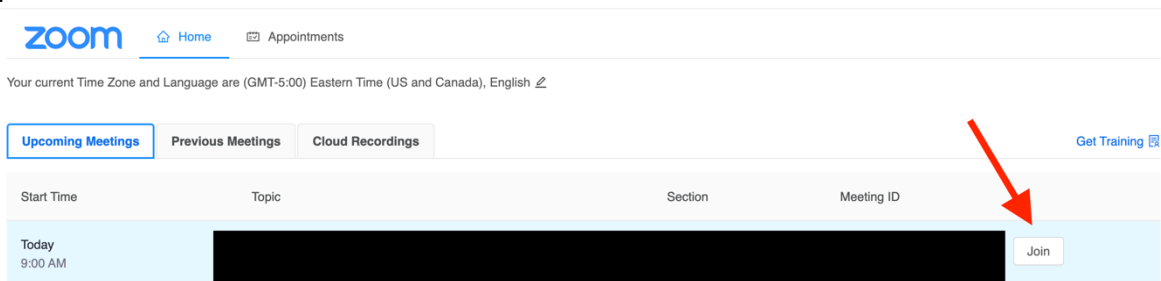 zoom Home Appointments
Your current Time Zone and Language are (GMT-5:00) Eastern Time (US and Canada), English
Upcoming Meetings Previous Meetings Cloud Recordings Get Training
Start Time Topic Section Meeting ID
Today
9:00 AM
Join